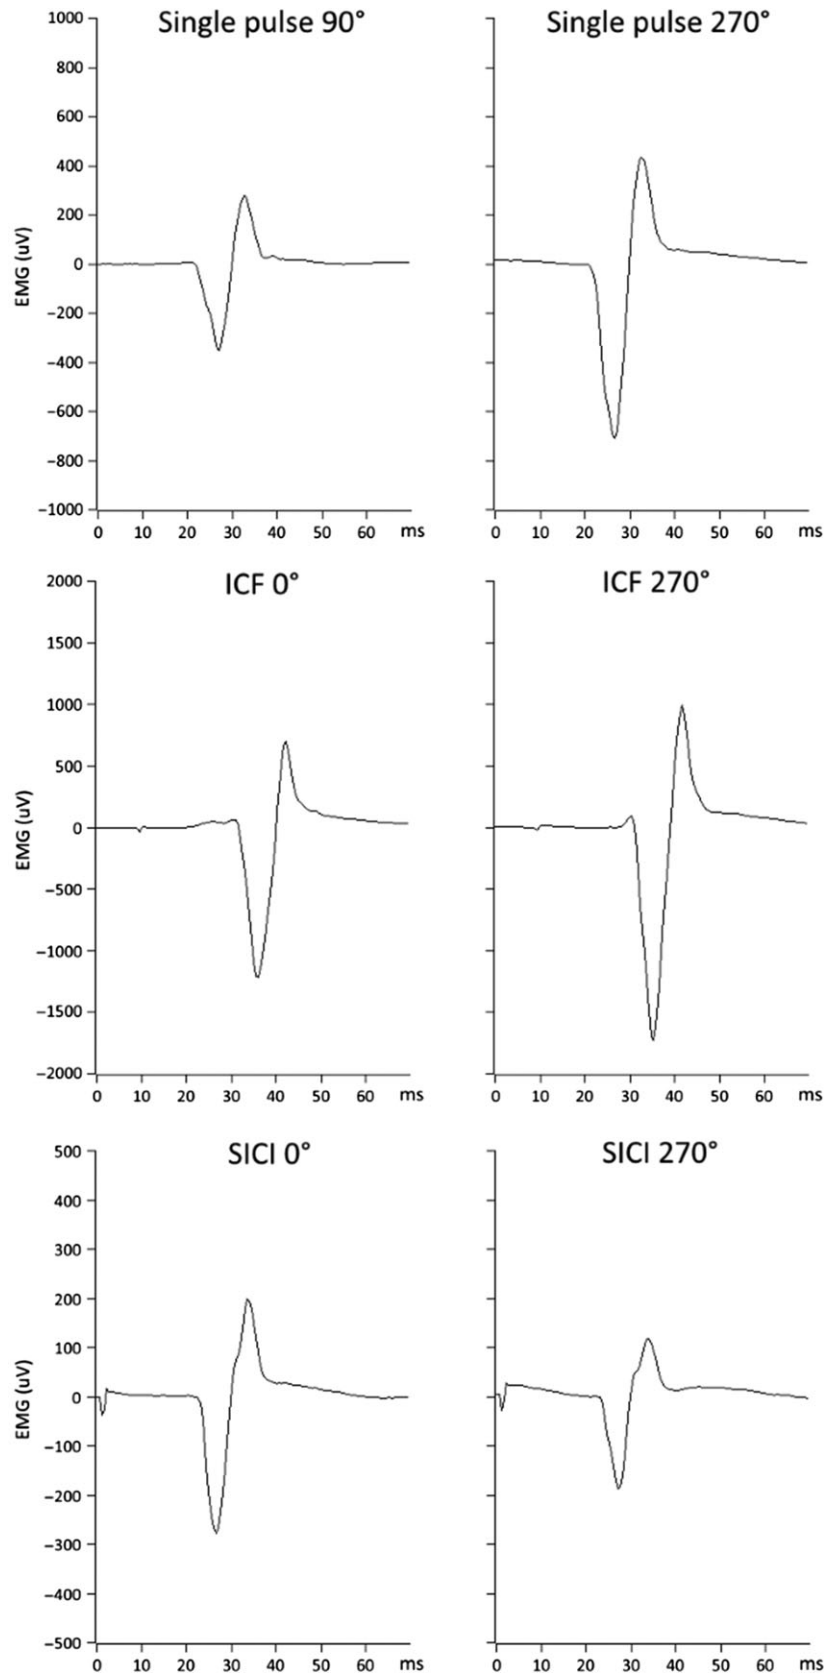 Single pulse 90°
1000
800
600
400
200
0
−200
−400
−600
−800
−1000
EMG (uV)
0 10 20 30 40 50 60 ms
Single pulse 270°
0 10 20 30 40 50 60 ms
ICF 0°
2000
1500
1000
500
0
−500
−1000
−1500
−2000
EMG (uV)
0 10 20 30 40 50 60 ms
ICF 270°
0 10 20 30 40 50 60 ms
SICI 0°
500
400
300
200
100
0
−100
−200
−300
−400
−500
EMG (uV)
0 10 20 30 40 50 60 ms
SICI 270°
0 10 20 30 40 50 60 ms